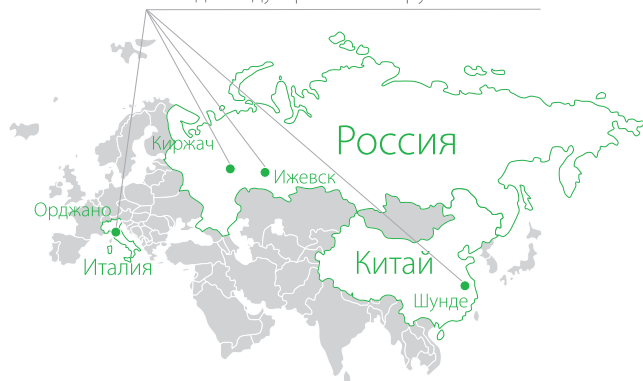 Россия
Киржач
Ижевск
Орджано
Италия
Китай
Шунде